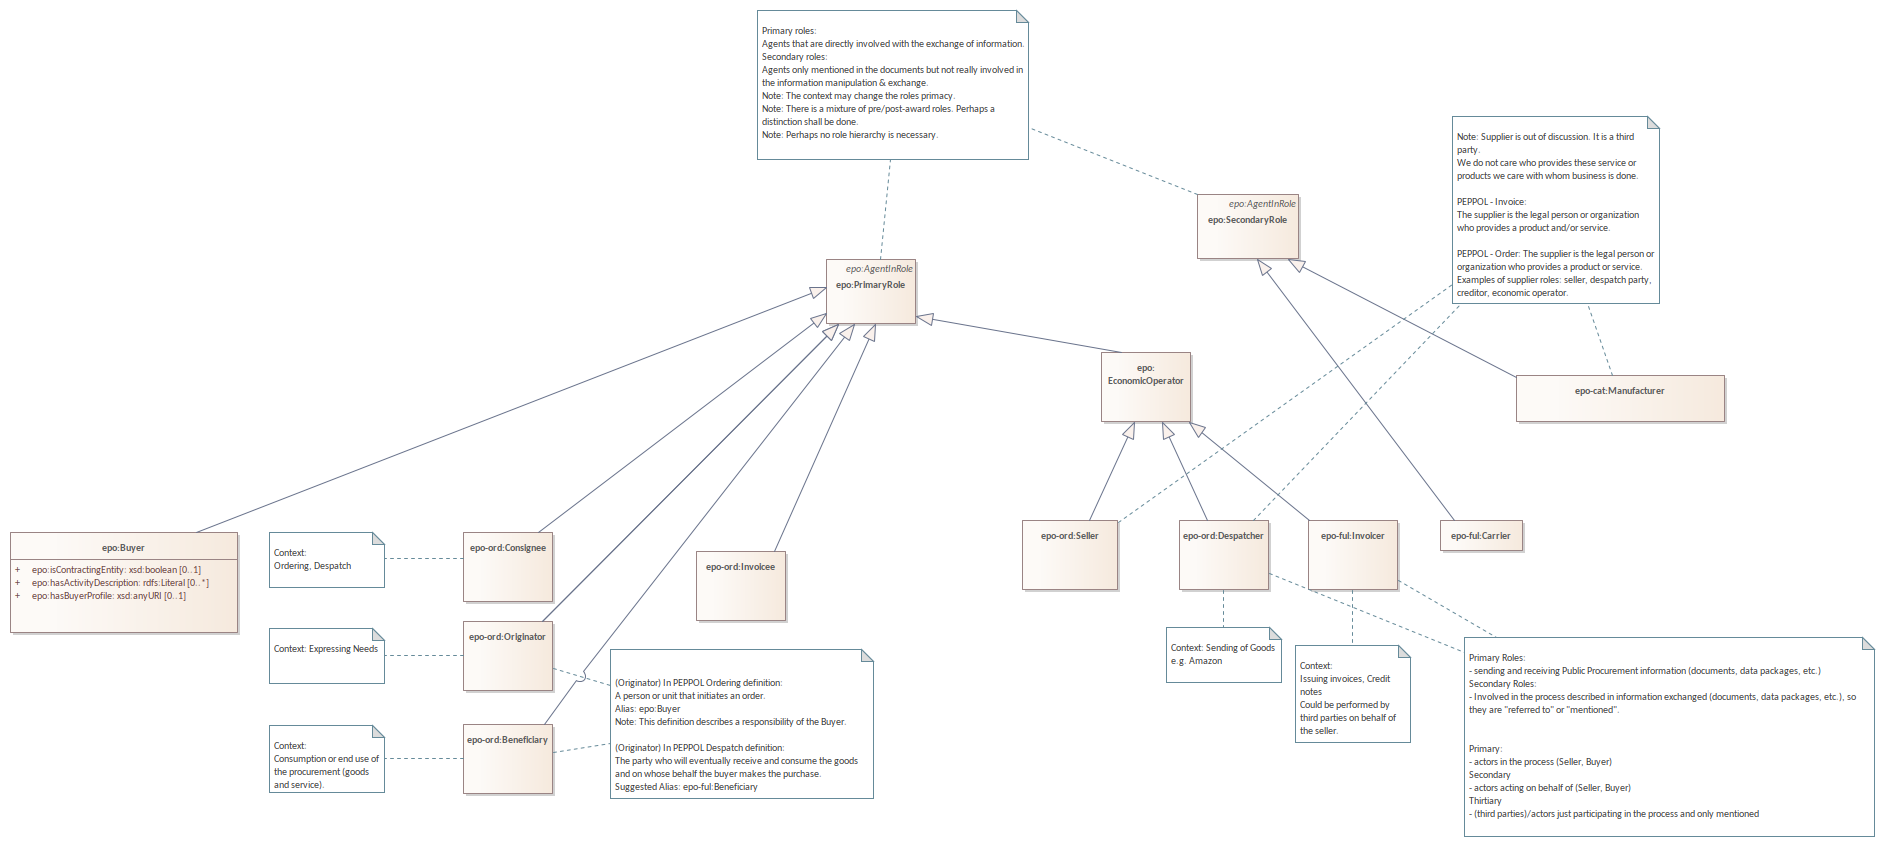 Primary roles:
Agents that are directly involved with the exchange of information.
Secondary roles:
Agents only mentioned in the documents but not really involved in
the information manipulation & exchange.
Note: The context may change the roles primacy.
Note: There is a mixture of pre/post-award roles. Perhaps a
distinction shall be done.
Note: Perhaps no role hierarchy is necessary.
Note: Supplier is out of discussion. It is a third
party.
We do not care who provides these service or
products we care with whom business is done.
PEPPOL - Invoice:
The supplier is the legal person or organization
who provides a product and/or service.
PEPPOL - Order: The supplier is the legal person or
organization who provides a product or service.
Examples of supplier roles: seller, despatch party,
creditor, economic operator.
epo:AgentInRole
epo:SecondaryRole
epo:AgentInRole
epo:PrimaryRole
epo:
EconomicOperator
epo-cat:Manufacturer
epo:Buyer
+ epo:isContractingEntity: xsd:boolean [0..1]
+ epo:hasActivityDescription: rdfs:Literal [0..*]
+ epo:hasBuyerProfile: xsd:anyURI [0..1]
Context:
Ordering, Despatch
epo-ord:Consignee
epo-ord:Invoicee
epo-ord:Seller
epo-ord:Despatcher
epo-ful:Invoicer
epo-ful:Carrier
Context: Expressing Needs
epo-ord:Originator
Context:
Consumption or end use of
the procurement (goods
and service).
epo-ord:Beneficiary
(Originator) In PEPPOL Ordering definition:
A person or unit that initiates an order.
Alias: epo:Buyer
Note: This definition describes a responsibility of the Buyer.
(Originator) In PEPPOL Despatch definition:
The party who will eventually receive and consume the goods
and on whose behalf the buyer makes the purchase.
Suggested Alias: epo-ful:Beneficiary
Context: Sending of Goods
e.g. Amazon
Context:
Issuing invoices, Credit
notes
Could be performed by
third parties on behalf of
the seller.
Primary Roles:
- sending and receiving Public Procurement information (documents, data packages, etc.)
Secondary Roles:
- Involved in the process described in information exchanged (documents, data packages, etc.), so
they are "referred to" or "mentioned".
Primary:
- actors in the process (Seller, Buyer)
Secondary
- actors acting on behalf of (Seller, Buyer)
Thirtiary
- (third parties)/actors just participating in the process and only mentioned